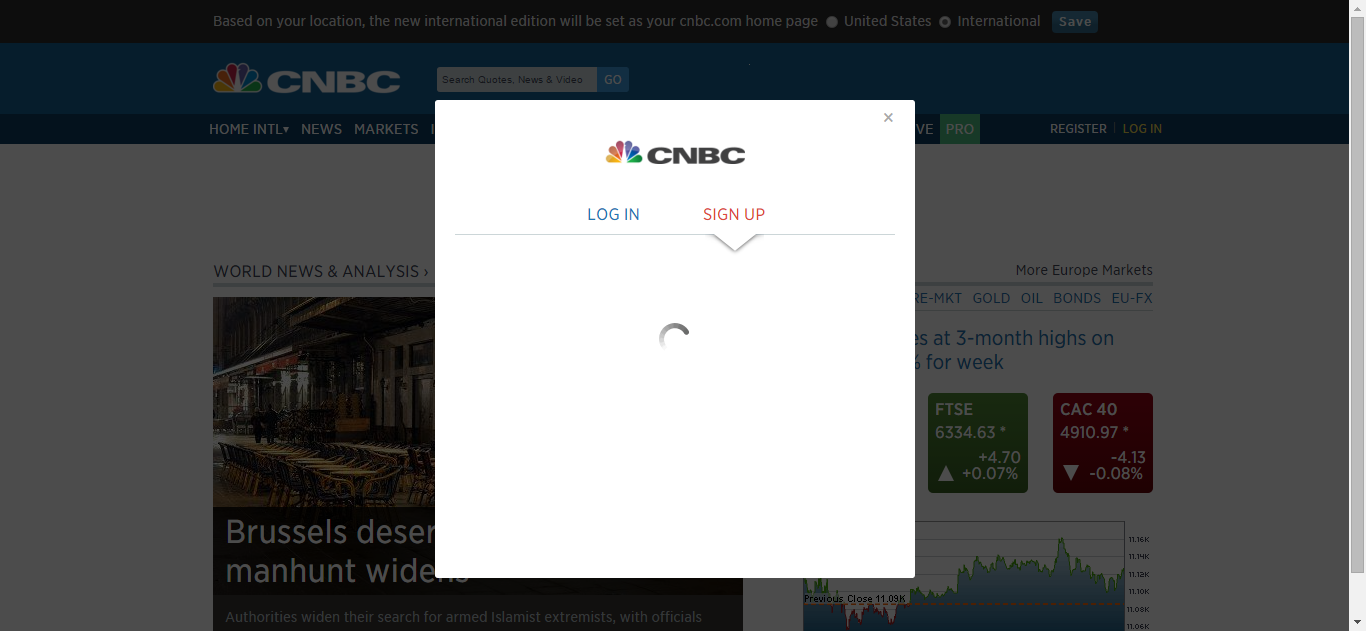 Based on your location, the new international edition will be set as your cnbc.com home page United States International Save
CNBC
Search Quotes, News & Video GO
HOME INTL▾ NEWS MARKETS
VE PRO REGISTER | LOG IN
×
CNBC
LOG IN SIGN UP
WORLD NEWS & ANALYSIS ›
More Europe Markets
RE-MKT GOLD OIL BONDS EU-FX
es at 3-month highs on
% for week
FTSE
6334.63 *
+4.70
▲ +0.07%
CAC 40
4910.97 *
-4.13
▼ -0.08%
Brussels deser
manhunt widens
Authorities widen their search for armed Islamist extremists, with officials
11.16K
11.14K
11.12K
11.10K
11.08K
11.06K
Previous Close 11.09K